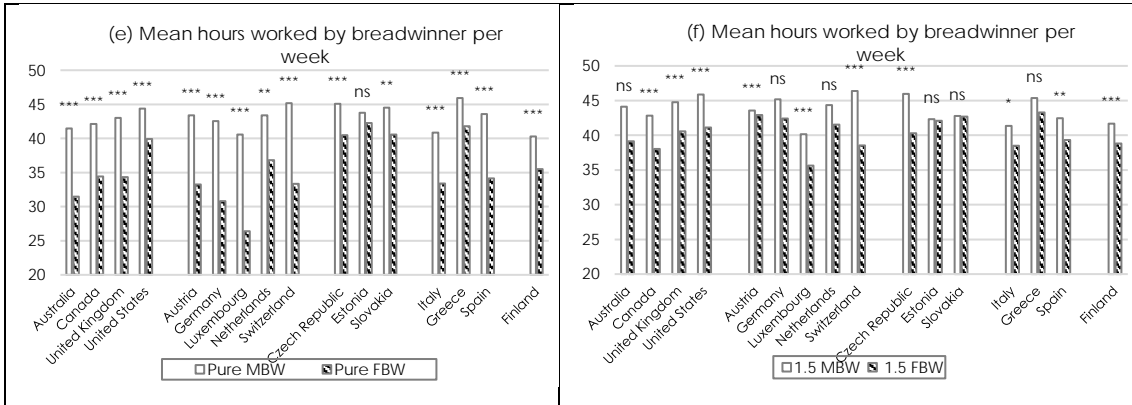 (e) Mean hours worked by breadwinner per
week
50
45
40
35
30
25
20
*** *** *** *** *** *** *** ** *** *** ns ** *** *** *** ***
Australia
Canada
United Kingdom
United States
Austria
Germany
Luxembourg
Netherlands
Switzerland
Czech Republic
Estonia
Slovakia
Italy
Greece
Spain
Finland
Pure MBW Pure FBW
(f) Mean hours worked by breadwinner per
week
50
45
40
35
30
25
20
ns *** *** *** *** ns *** ns *** *** ns ns * ns ** ***
Australia
Canada
United Kingdom
United States
Austria
Germany
Luxembourg
Netherlands
Switzerland
Czech Republic
Estonia
Slovakia
Italy
Greece
Spain
Finland
1.5 MBW 1.5 FBW